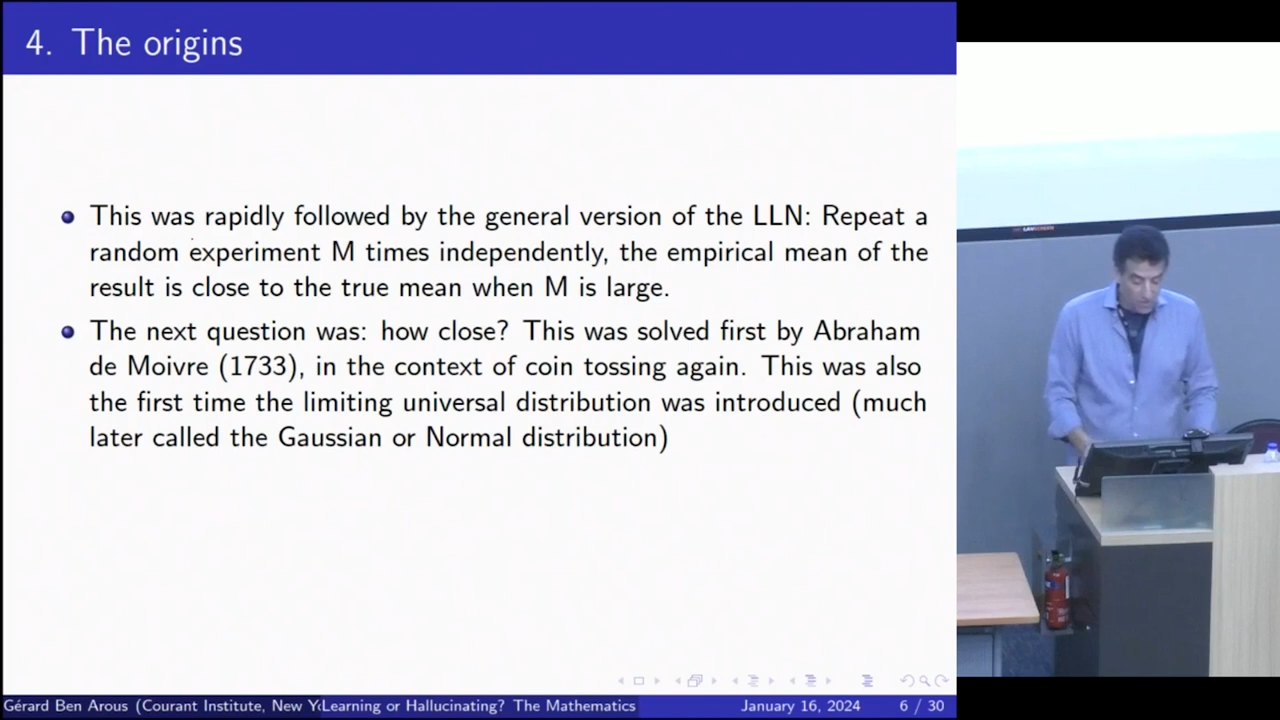 4. The origins
This was rapidly followed by the general version of the LLN: Repeat a
random experiment M times independently, the empirical mean of the
result is close to the true mean when M is large.
The next question was: how close? This was solved first by Abraham
de Moivre (1733), in the context of coin tossing again. This was also
the first time the limiting universal distribution was introduced (much
later called the Gaussian or Normal distribution)
Gérard Ben Arous (Courant Institute, New Y Learning or Hallucinating? The Mathematics January 16, 2024 6 / 30